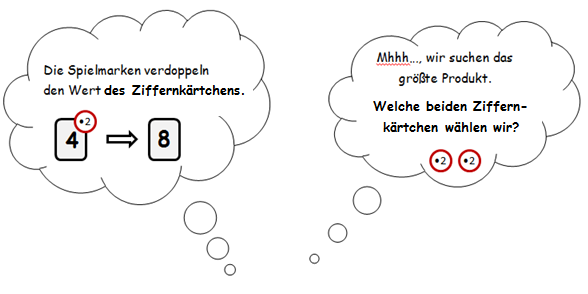 Die Spielmarken verdoppeln
den Wert des Ziffernkärtchens.
4 •2 8
Mhhh..., wir suchen das
größte Produkt.
Welche beiden Ziffern-
kärtchen wählen wir?
•2 •2